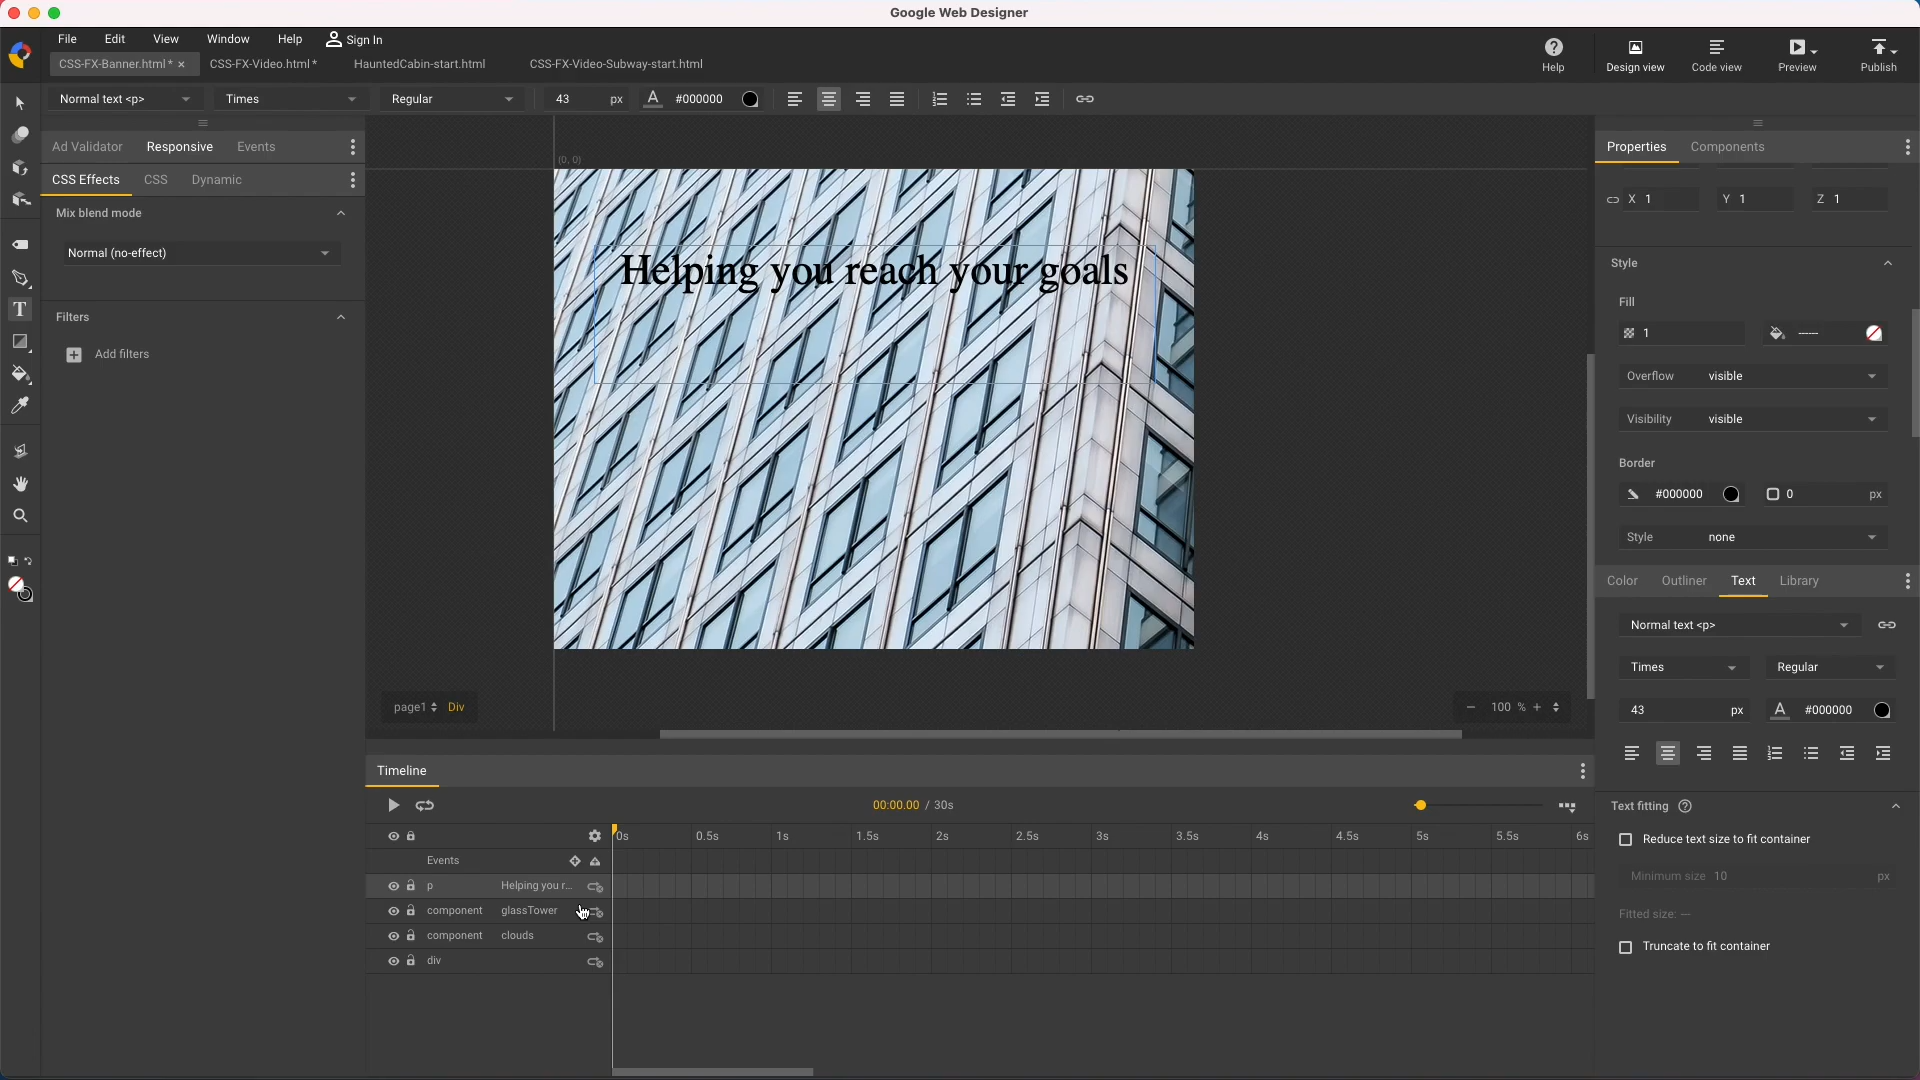 Google Web Designer
File Edit View Window Help Sign In
CSS-FX-Banner.html * × CSS-FX-Video.html * HauntedCabin-start.html CSS-FX-Video-Subway-start.html
Help Design view Code view Preview Publish
Normal text <p> Times Regular 43 px A #000000
Ad Validator Responsive Events
CSS Effects CSS Dynamic
Mix blend mode
Normal (no-effect)
Filters
Add filters
(0, 0)
Helping you reach your goals
page1 Div
100 %
Properties Components
X 1 Y 1 Z 1
Style
Fill
1
Overflow visible
Visibility visible
Border
#000000 0 px
Style none
Color Outliner Text Library
Normal text <p>
Times Regular
43 px A #000000
Text fitting
Reduce text size to fit container
Minimum size 10 px
Fitted size: ---
Truncate to fit container
Timeline
00:00.00 / 30s
0s 0.5s 1s 1.5s 2s 2.5s 3s 3.5s 4s 4.5s 5s 5.5s 6s
Events
p Helping you r...
component glassTower
component clouds
div